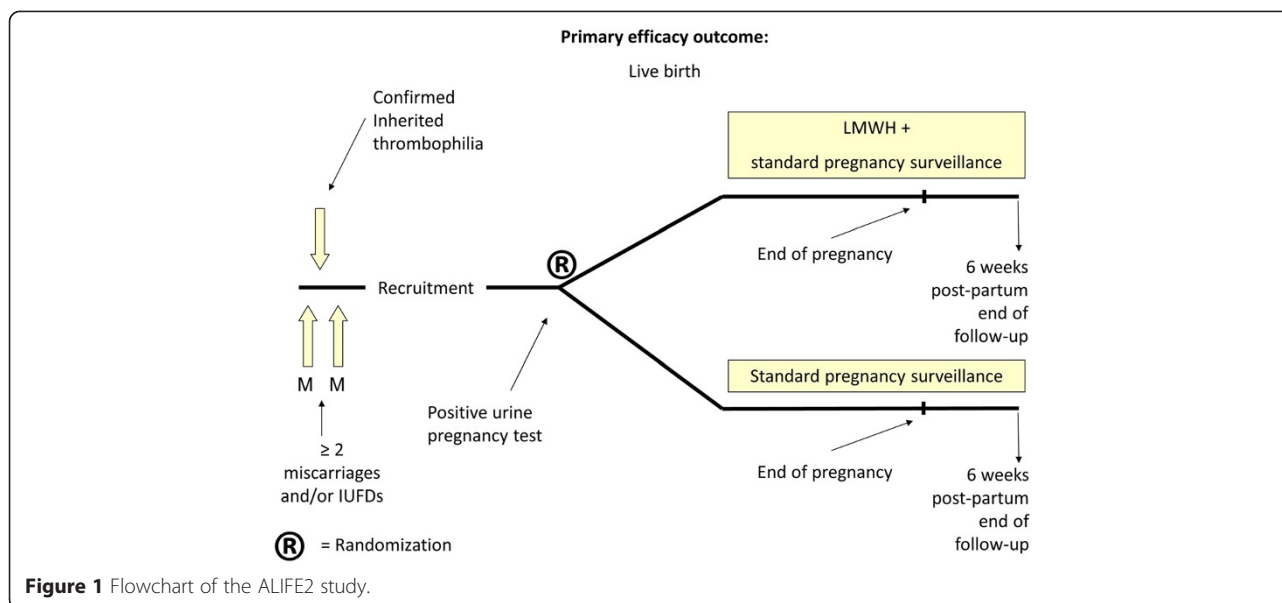 Primary efficacy outcome:
Live birth
Confirmed
Inherited
thrombophilia
LMWH +
standard pregnancy surveillance
End of pregnancy
6 weeks
post-partum
end of
follow-up
®
Recruitment
M M
≥ 2
miscarriages
and/or IUFDs
Positive urine
pregnancy test
Standard pregnancy surveillance
End of pregnancy
6 weeks
post-partum
end of
follow-up
® = Randomization
Figure 1 Flowchart of the ALIFE2 study.